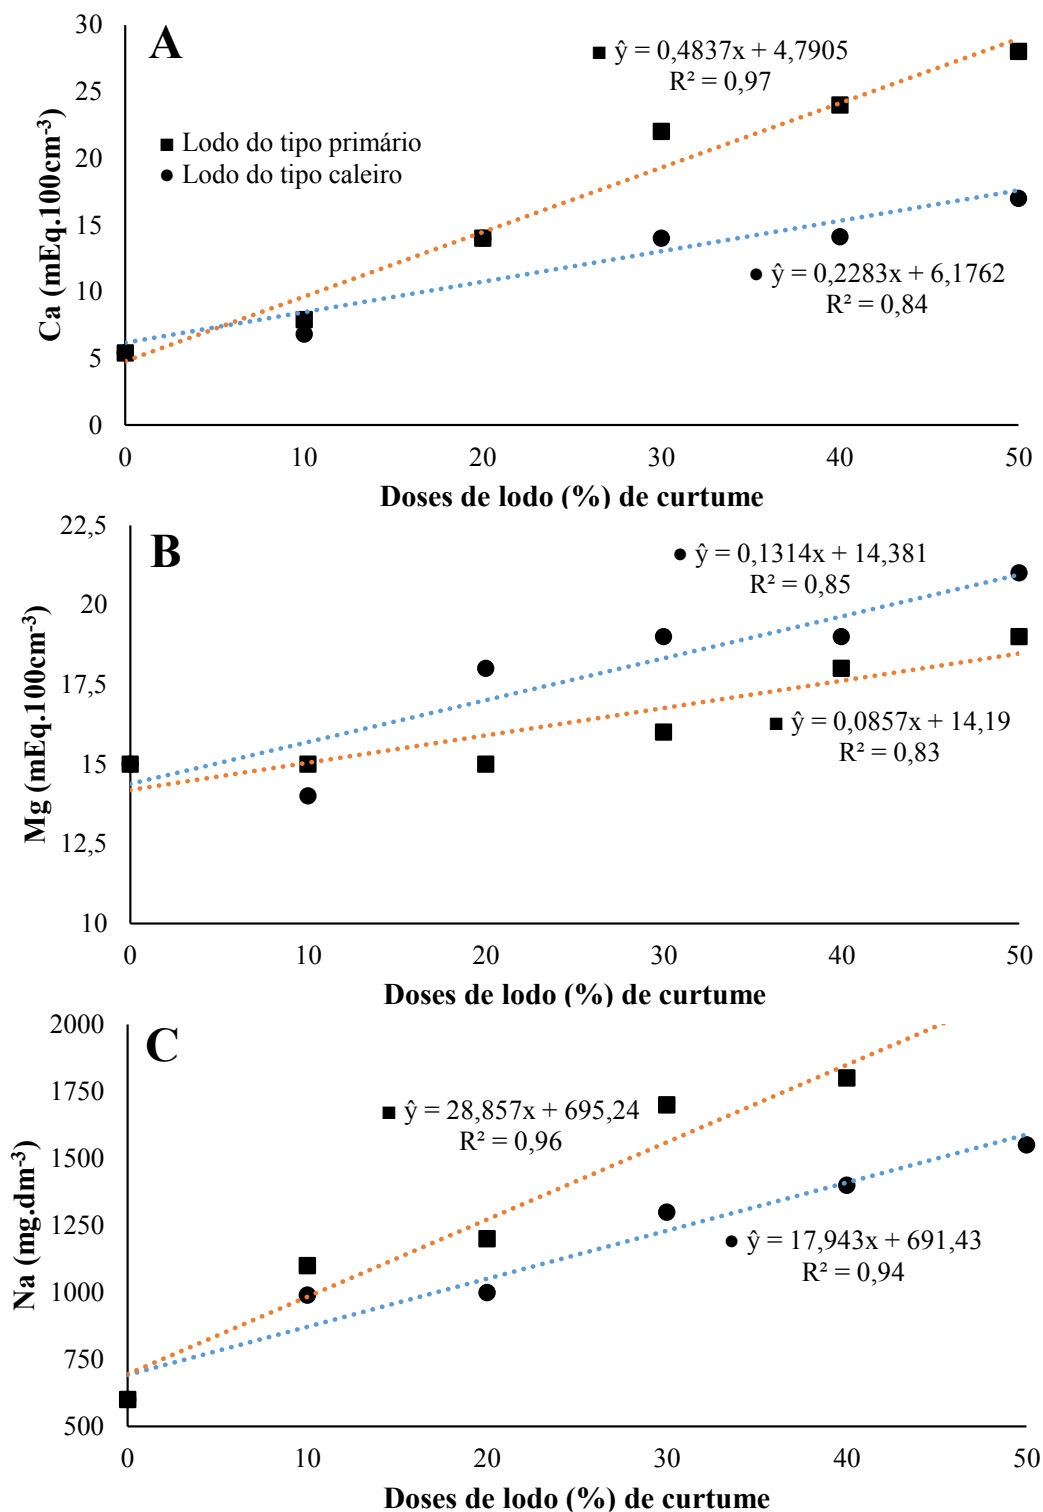 A
30
25
20
15
10
5
0
Ca (mEq.100cm-3)
■ ŷ = 0,4837x + 4,7905
R² = 0,97
■ Lodo do tipo primário
● Lodo do tipo caleiro
● ŷ = 0,2283x + 6,1762
R² = 0,84
0 10 20 30 40 50
Doses de lodo (%) de curtume
B
22,5
20
17,5
15
12,5
10
Mg (mEq.100cm-3)
● ŷ = 0,1314x + 14,381
R² = 0,85
■ ŷ = 0,0857x + 14,19
R² = 0,83
0 10 20 30 40 50
Doses de lodo (%) de curtume
C
2000
1750
1500
1250
1000
750
500
Na (mg.dm-3)
■ ŷ = 28,857x + 695,24
R² = 0,96
● ŷ = 17,943x + 691,43
R² = 0,94
0 10 20 30 40 50
Doses de lodo (%) de curtume